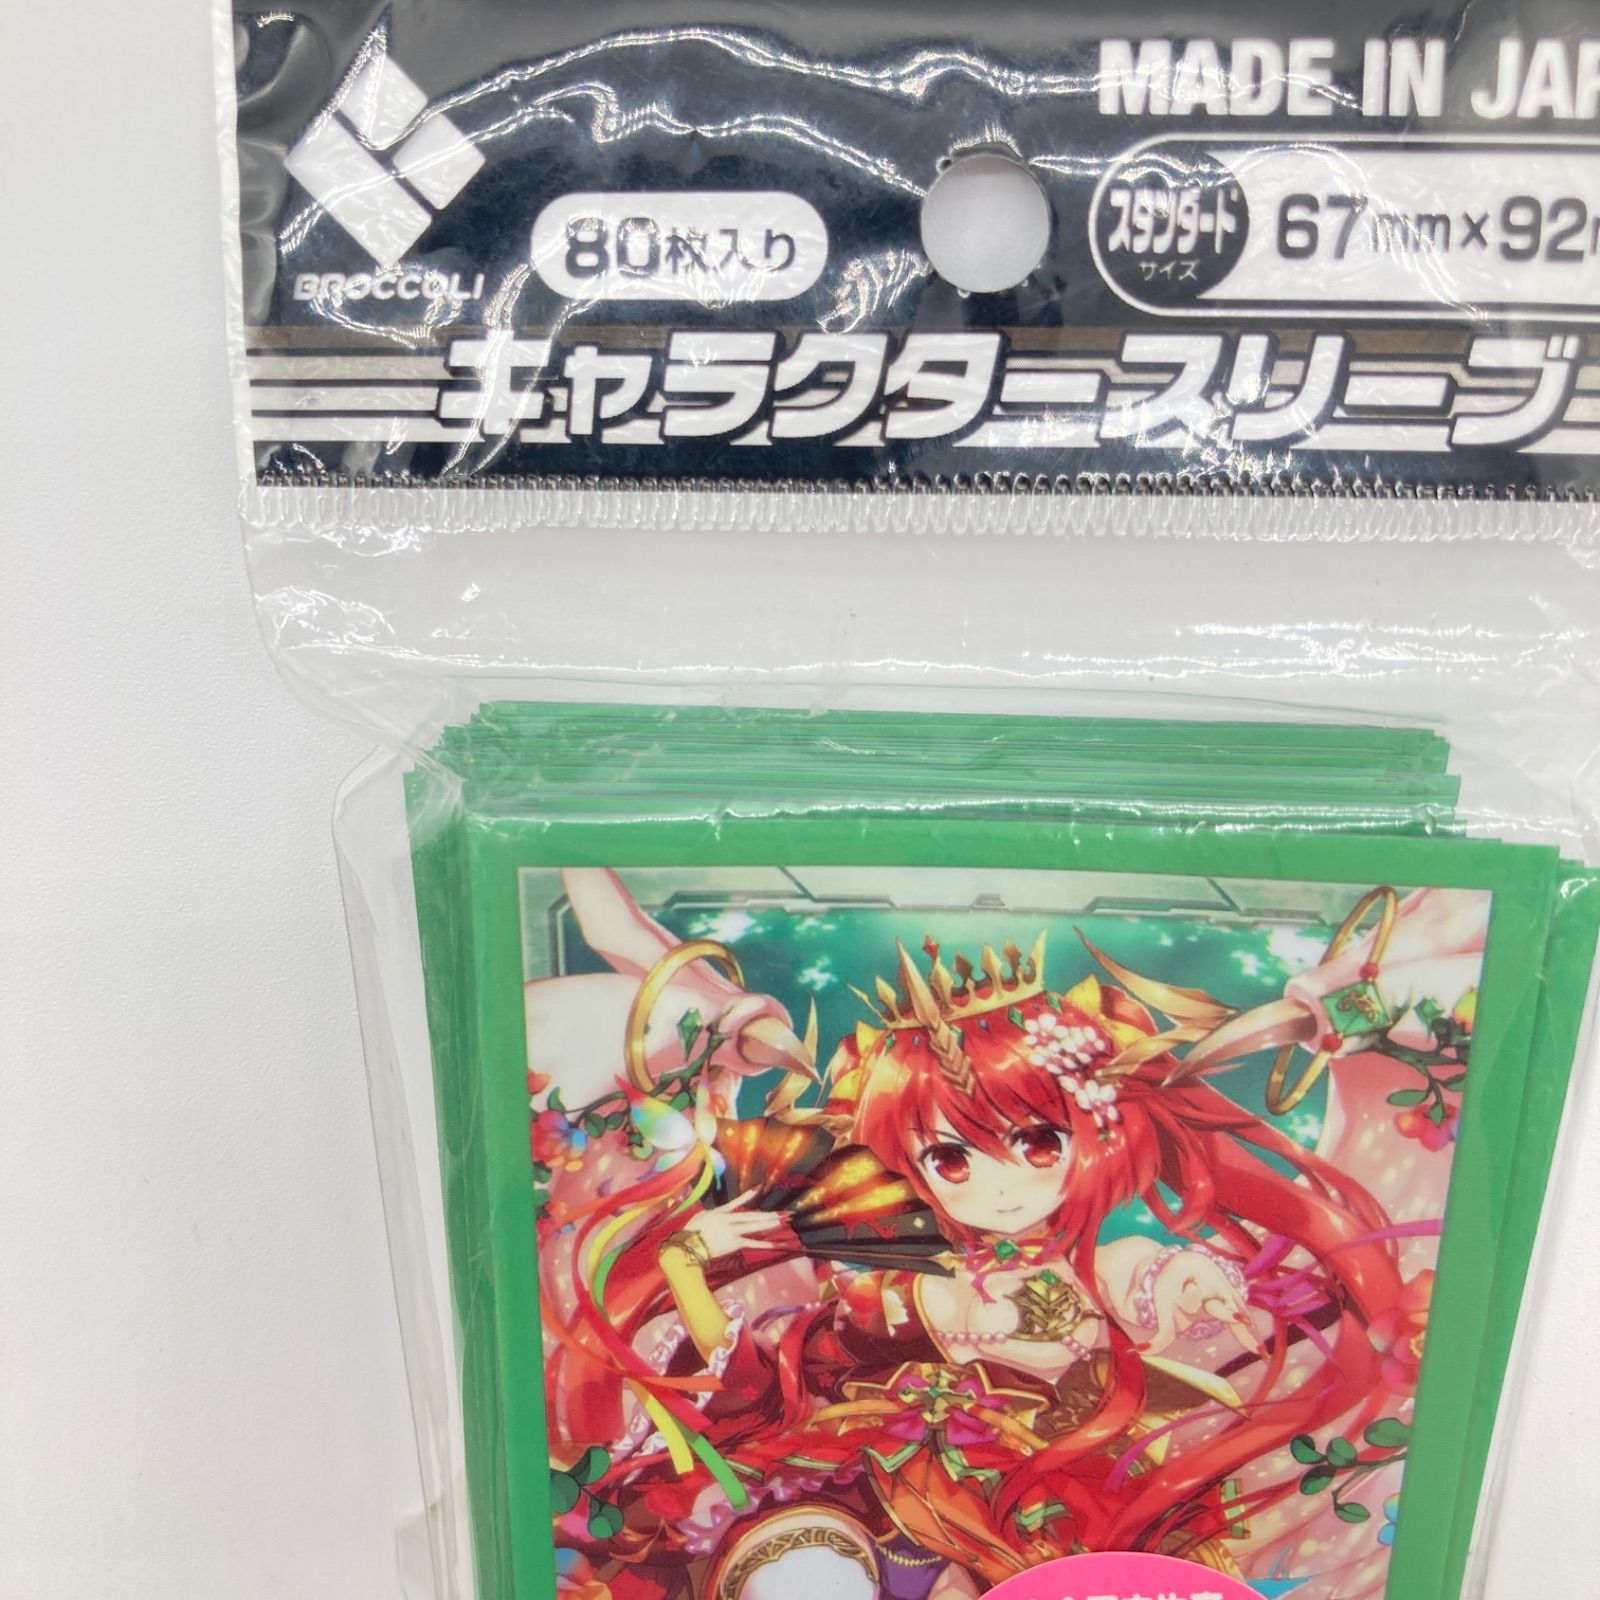 MADE IN JAP
80枚入り
スタンダード
サイズ
67mm×92m
BROCCOLI
キャラクタースリーブ